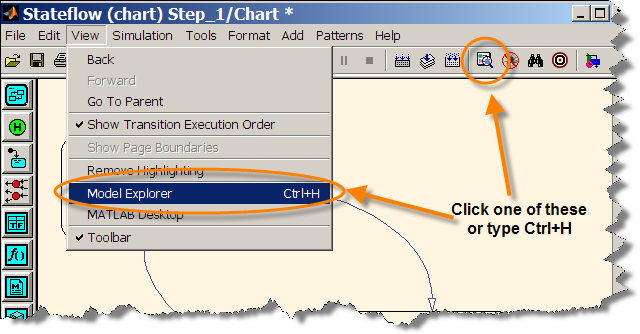 Stateflow (chart) Step_1/Chart *
File Edit View Simulation Tools Format Add Patterns Help
Back
Forward
Go To Parent
Show Transition Execution Order
Show Page Boundaries
Remove Highlighting
Model Explorer Ctrl+H
MATLAB Desktop
Toolbar
Click one of these
or type Ctrl+H
H
f()
M